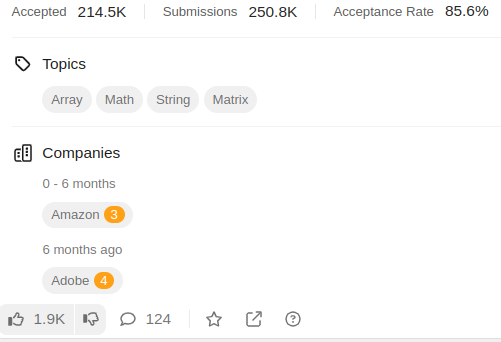 Accepted 214.5K Submissions 250.8K Acceptance Rate 85.6%
Topics
Array Math String Matrix
Companies
0 - 6 months
Amazon 3
6 months ago
Adobe 4
1.9K 124